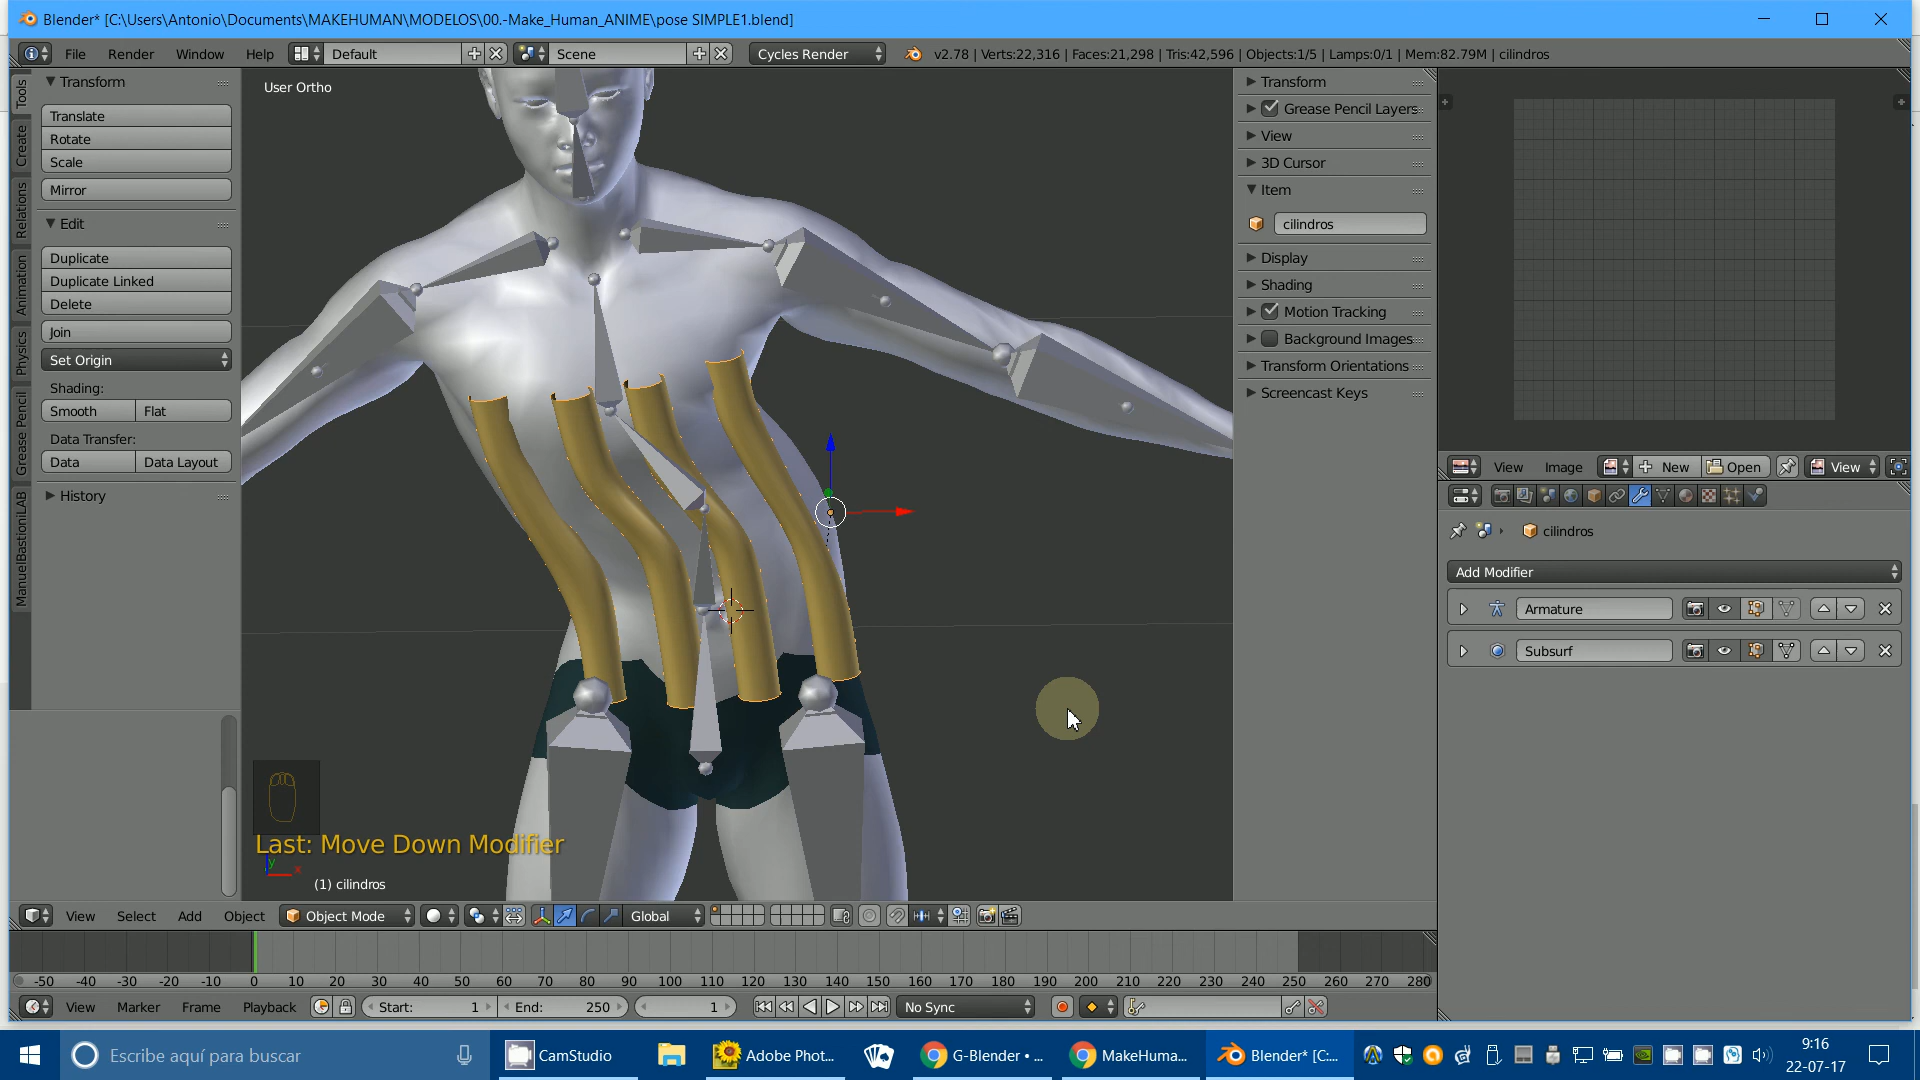 Blender* [C:\Users\Antonio\Documents\MAKEHUMAN\MODELOS\00.-Make_Human_ANIME\pose SIMPLE1.blend]
File Render Window Help Default Scene Cycles Render v2.78 | Verts:22,316 | Faces:21,298 | Tris:42,596 | Objects:1/5 | Lamps:0/1 | Mem:82.79M | cilindros
Tools
Create
Relations
Animation
Physics
Grease Pencil
ManuelBastioniLAB
Transform
Translate
Rotate
Scale
Mirror
Edit
Duplicate
Duplicate Linked
Delete
Join
Set Origin
Shading:
Smooth Flat
Data Transfer:
Data Data Layout
History
User Ortho
Last: Move Down Modifier
y x
(1) cilindros
Transform
Grease Pencil Layers
View
3D Cursor
Item
cilindros
Display
Shading
Motion Tracking
Background Images
Transform Orientations
Screencast Keys
View Image New Open View
cilindros
Add Modifier
Armature
Subsurf
View Select Add Object Object Mode Global
-50 -40 -30 -20 -10 0 10 20 30 40 50 60 70 80 90 100 110 120 130 140 150 160 170 180 190 200 210 220 230 240 250 260 270 280
View Marker Frame Playback Start: 1 End: 250 1 No Sync
Escribe aquí para buscar
CamStudio
Adobe Phot...
G-Blender • ...
MakeHuma...
Blender* [C:...
9:16
22-07-17